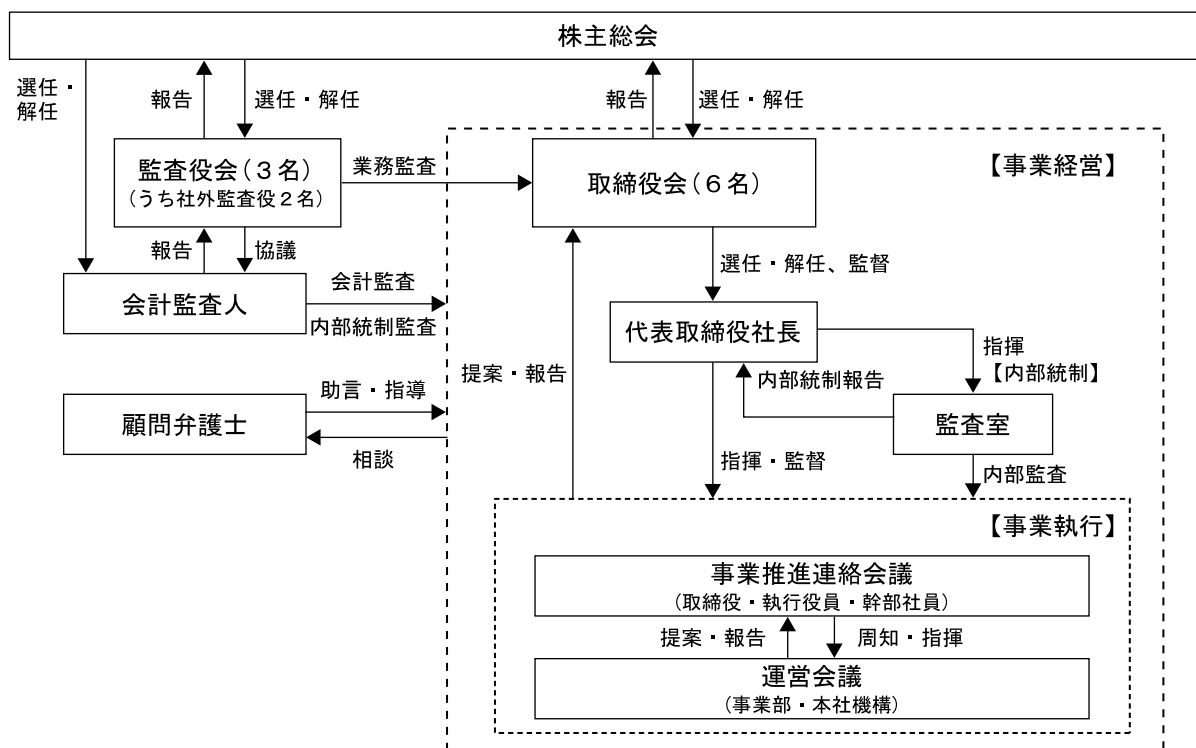 株主総会
選任・
解任
報告
選任・解任
報告
選任・解任
監査役会(3名)
(うち社外監査役2名)
業務監査
取締役会(6名)
【事業経営】
報告
協議
選任・解任、監督
会計監査人
会計監査
内部統制監査
代表取締役社長
指揮
【内部統制】
提案・報告
内部統制報告
顧問弁護士
助言・指導
相談
監査室
指揮・監督
内部監査
【事業執行】
事業推進連絡会議
(取締役・執行役員・幹部社員)
提案・報告
周知・指揮
運営会議
(事業部・本社機構)